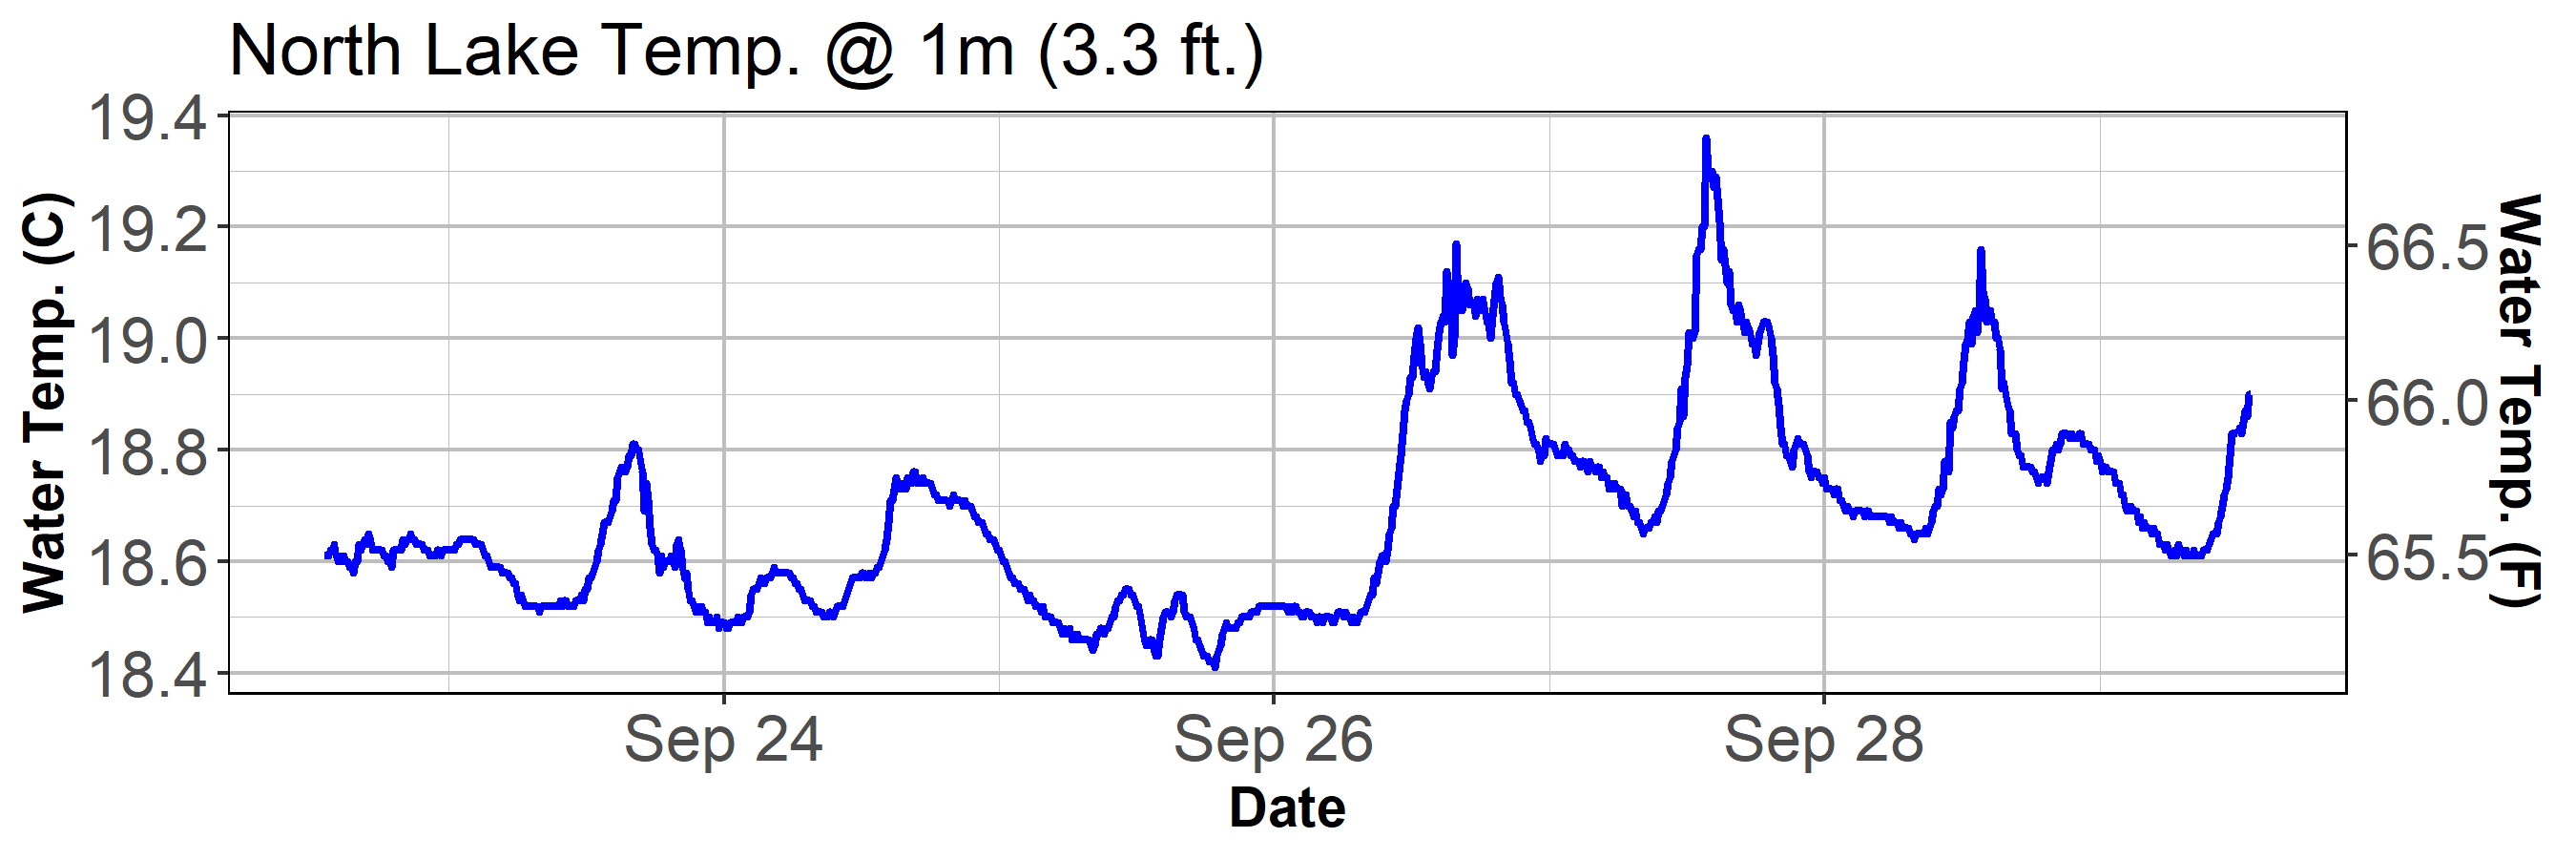 North Lake Temp. @ 1m (3.3 ft.)
Water Temp. (C)
19.4
19.2
19.0
18.8
18.6
18.4
66.5
66.0
65.5
Water Temp. (F)
Sep 24
Sep 26
Sep 28
Date